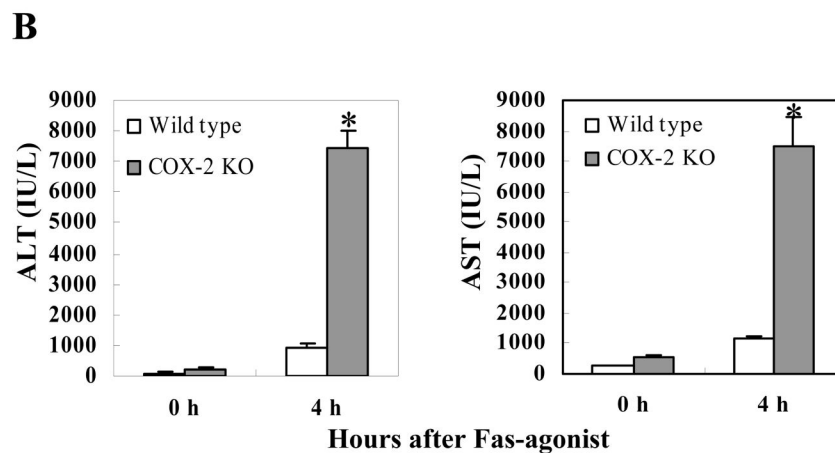 B
ALT (IU/L)
9000
8000
7000
6000
5000
4000
3000
2000
1000
0
Wild type
COX-2 KO
*
0 h
4 h
AST (IU/L)
9000
8000
7000
6000
5000
4000
3000
2000
1000
0
Wild type
COX-2 KO
*
0 h
4 h
Hours after Fas-agonist